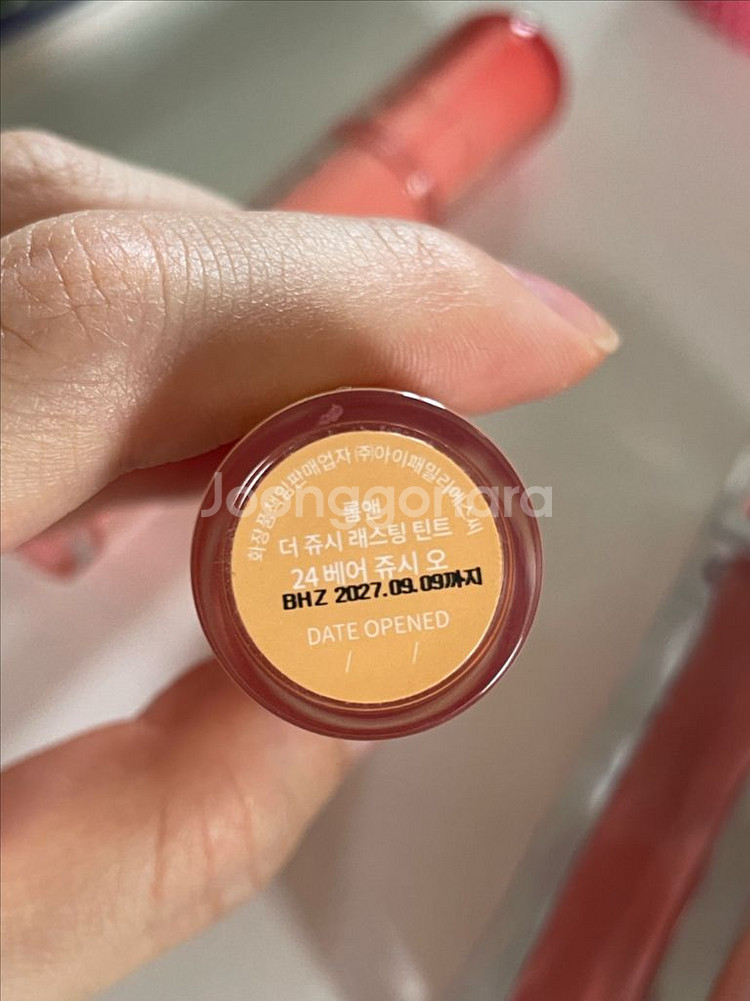 화장품책임판매업자 ㈜아이패밀리에스씨
롬앤
더 쥬시 래스팅 틴트
24 베어 쥬시 오
BHZ 2027.09.09까지
DATE OPENED
/ /
Joonggonara